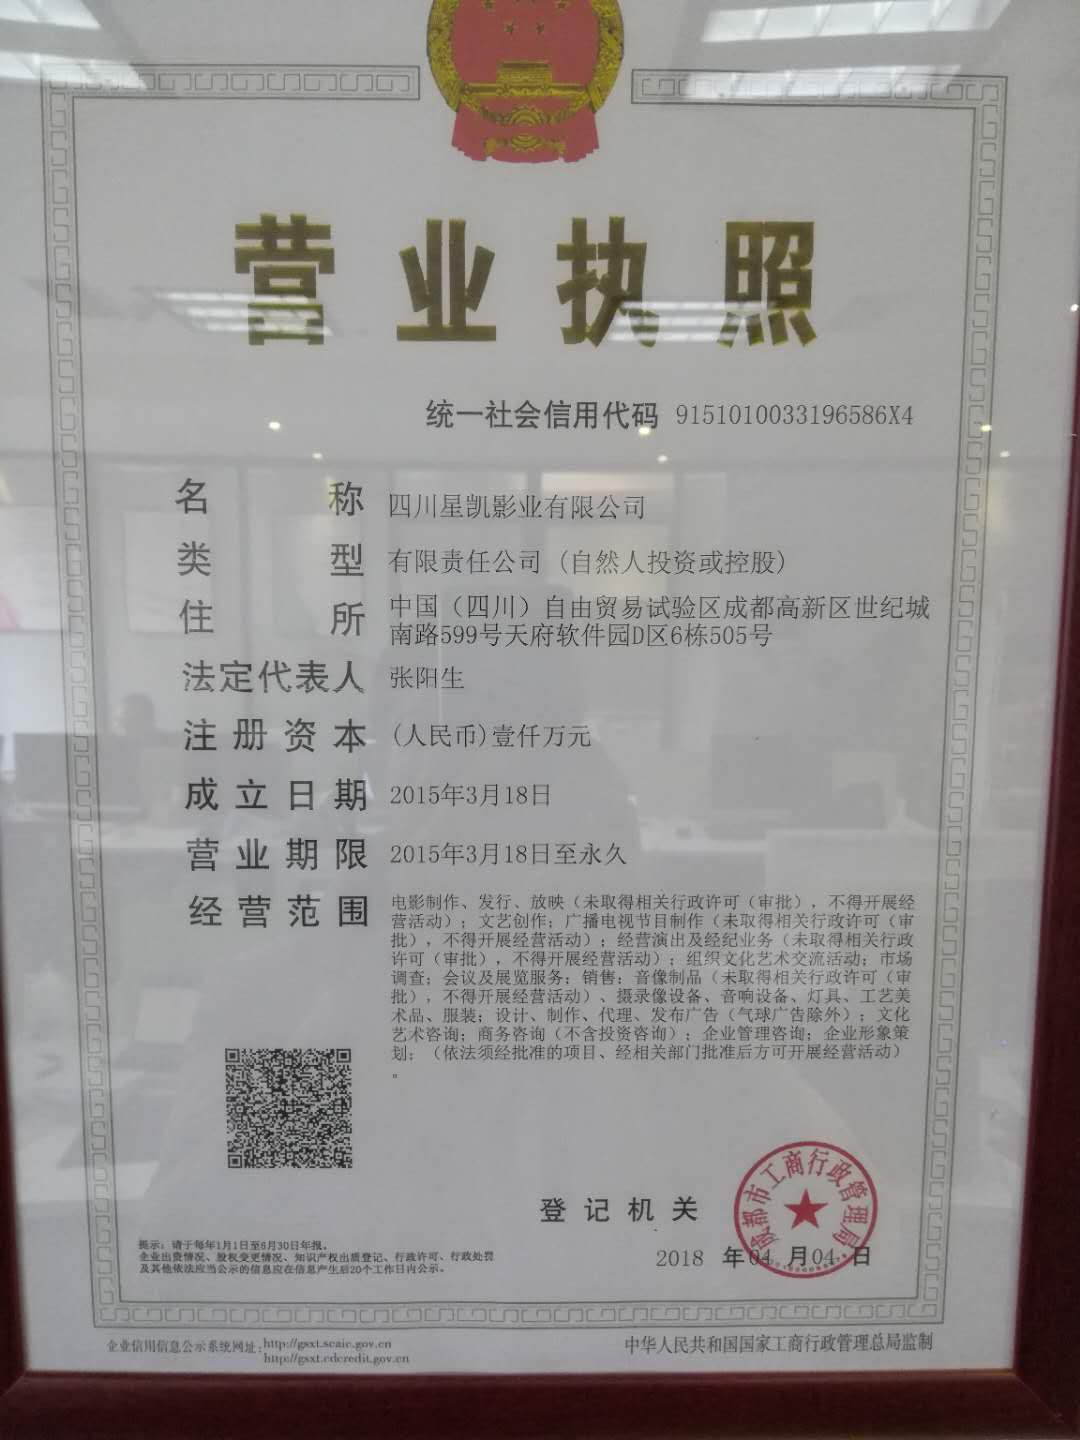 营业执照
统一社会信用代码 9151010033196586X4
名称 四川星凯影业有限公司
类型 有限责任公司 (自然人投资或控股)
住所 中国（四川）自由贸易试验区成都高新区世纪城
南路599号天府软件园D区6栋505号
法定代表人 张阳生
注册资本 (人民币)壹仟万元
成立日期 2015年3月18日
营业期限 2015年3月18日至永久
经营范围 电影制作、发行、放映（未取得相关行政许可（审批），不得开展经
营活动）；文艺创作；广播电视节目制作（未取得相关行政许可（审
批），不得开展经营活动）；经营演出及经纪业务（未取得相关行政
许可（审批），不得开展经营活动）；组织文化艺术交流活动；市场
调查；会议及展览服务；销售：音像制品（未取得相关行政许可（审
批），不得开展经营活动）、摄录像设备、音响设备、灯具、工艺美
术品、服装；设计、制作、代理、发布广告（气球广告除外）；文化
艺术咨询；商务咨询（不含投资咨询）；企业管理咨询；企业形象策
划；（依法须经批准的项目、经相关部门批准后方可开展经营活动）
。
成都市工商行政管理局
登记机关
2018 年 04 月 04 日
提示：请于每年1月1日至6月30日年报。
企业出资情况、股权变更情况、知识产权出质登记、行政许可、行政处罚
及其他依法应当公示的信息应在信息产生后20个工作日内公示。
企业信用信息公示系统网址：http://gsxt.scaic.gov.cn
http://gsxt.cdcredit.gov.cn
中华人民共和国国家工商行政管理总局监制